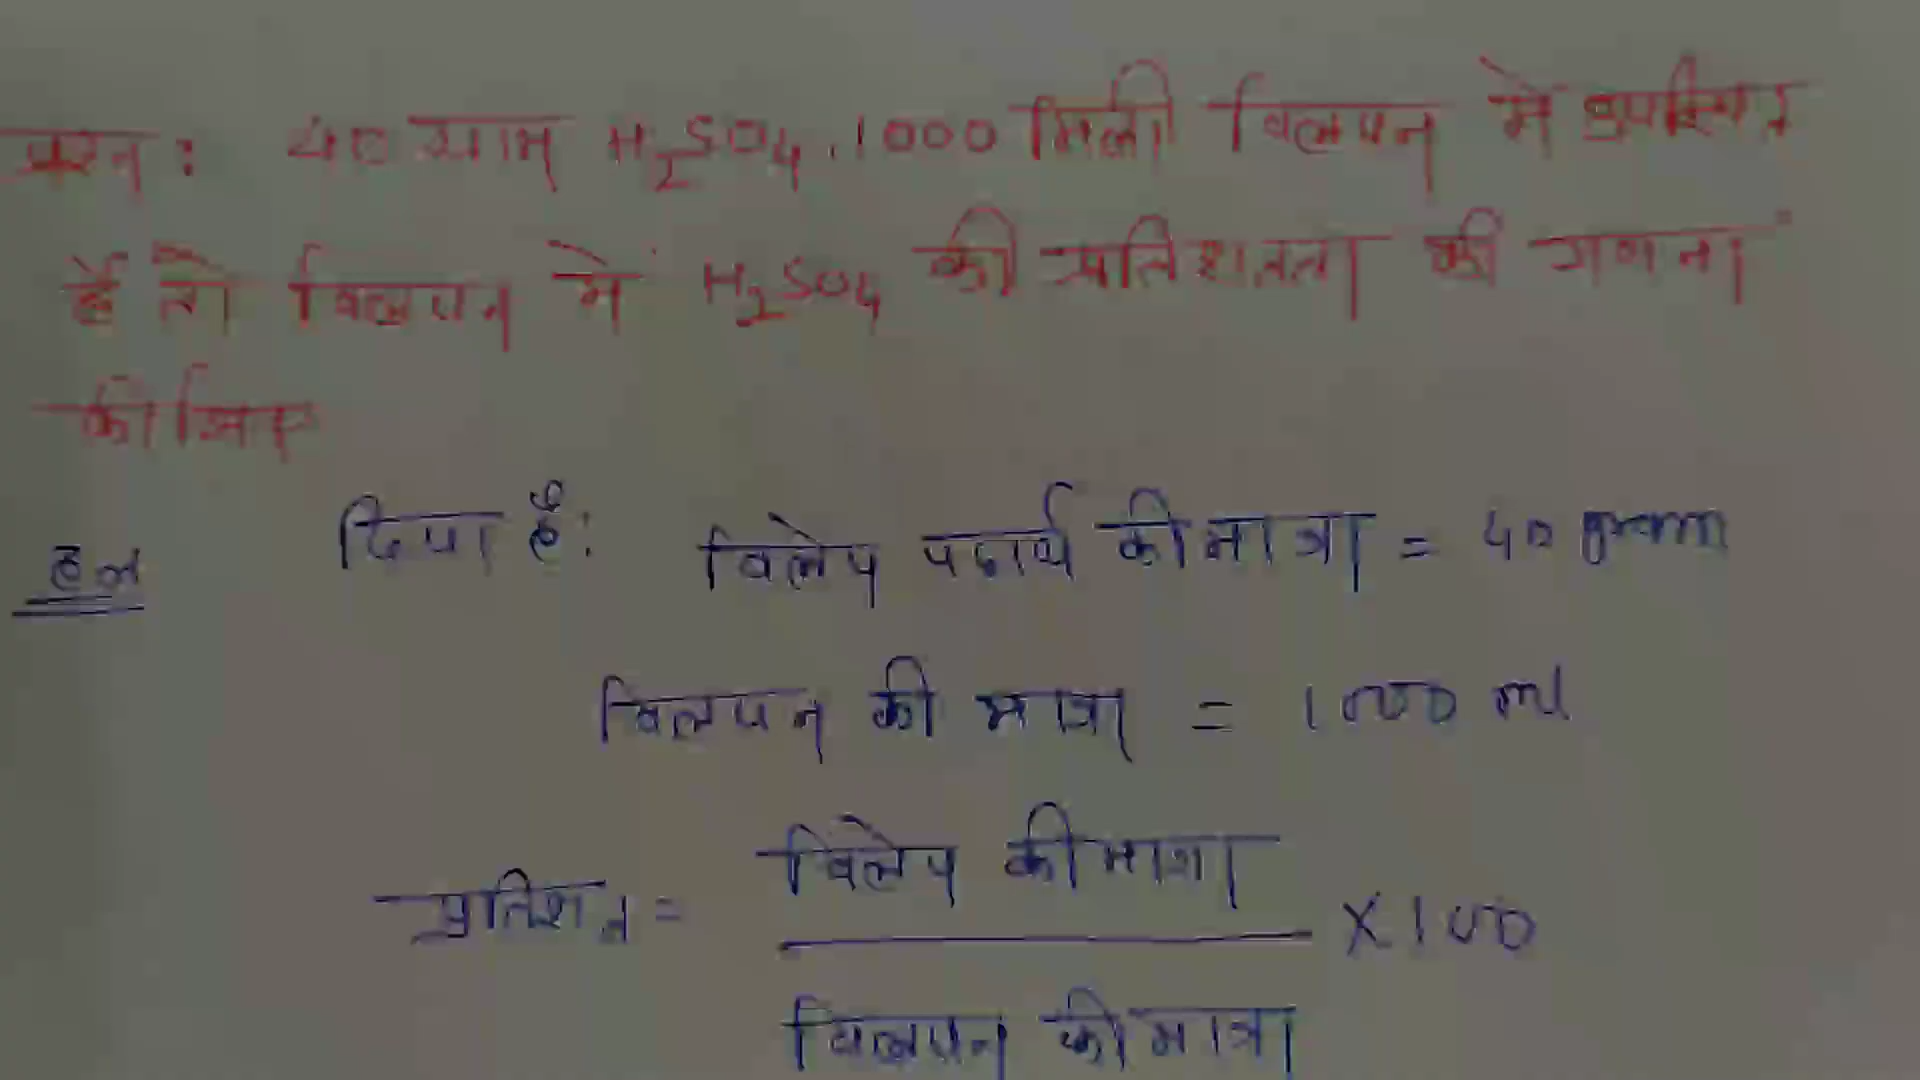 प्रश्न : 40 ग्राम H₂SO₄, 1000 मिली विलयन में उपस्थित
है तो विलयन में H₂SO₄ की प्रतिशतता की गणना
कीजिए
हल
दिया है: विलेय पदार्थ की मात्रा = 40 gram
विलयन की मात्रा = 1000 ml
प्रतिशत = विलेय की मात्रा
× 100
विलयन की मात्रा